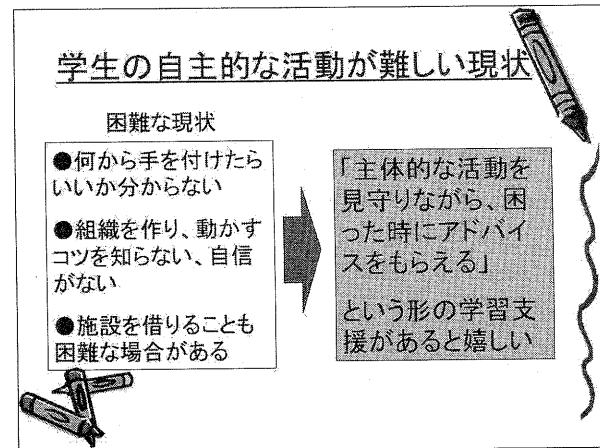 学生の自主的な活動が難しい現状
困難な現状
●何から手を付けたら
いいか分からない
●組織を作り、動かす
コツを知らない、自信
がない
●施設を借りることも
困難な場合がある
「主体的な活動を
見守りながら、困
った時にアドバイ
スをもらえる」
という形の学習支
援があると嬉しい